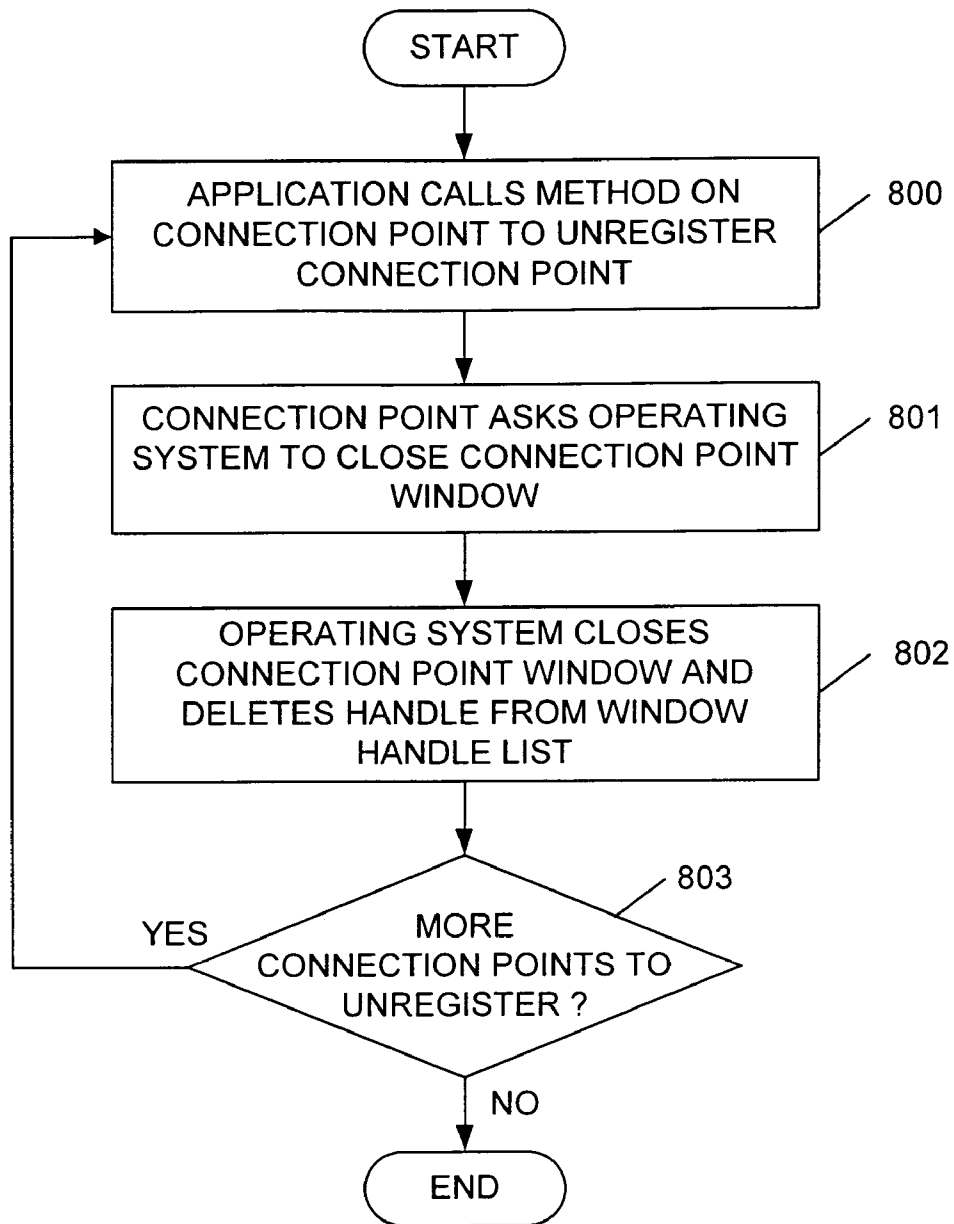 START
APPLICATION CALLS METHOD ON
CONNECTION POINT TO UNREGISTER
CONNECTION POINT
800
CONNECTION POINT ASKS OPERATING
SYSTEM TO CLOSE CONNECTION POINT
WINDOW
801
OPERATING SYSTEM CLOSES
CONNECTION POINT WINDOW AND
DELETES HANDLE FROM WINDOW
HANDLE LIST
802
803
YES
MORE
CONNECTION POINTS TO
UNREGISTER ?
NO
END